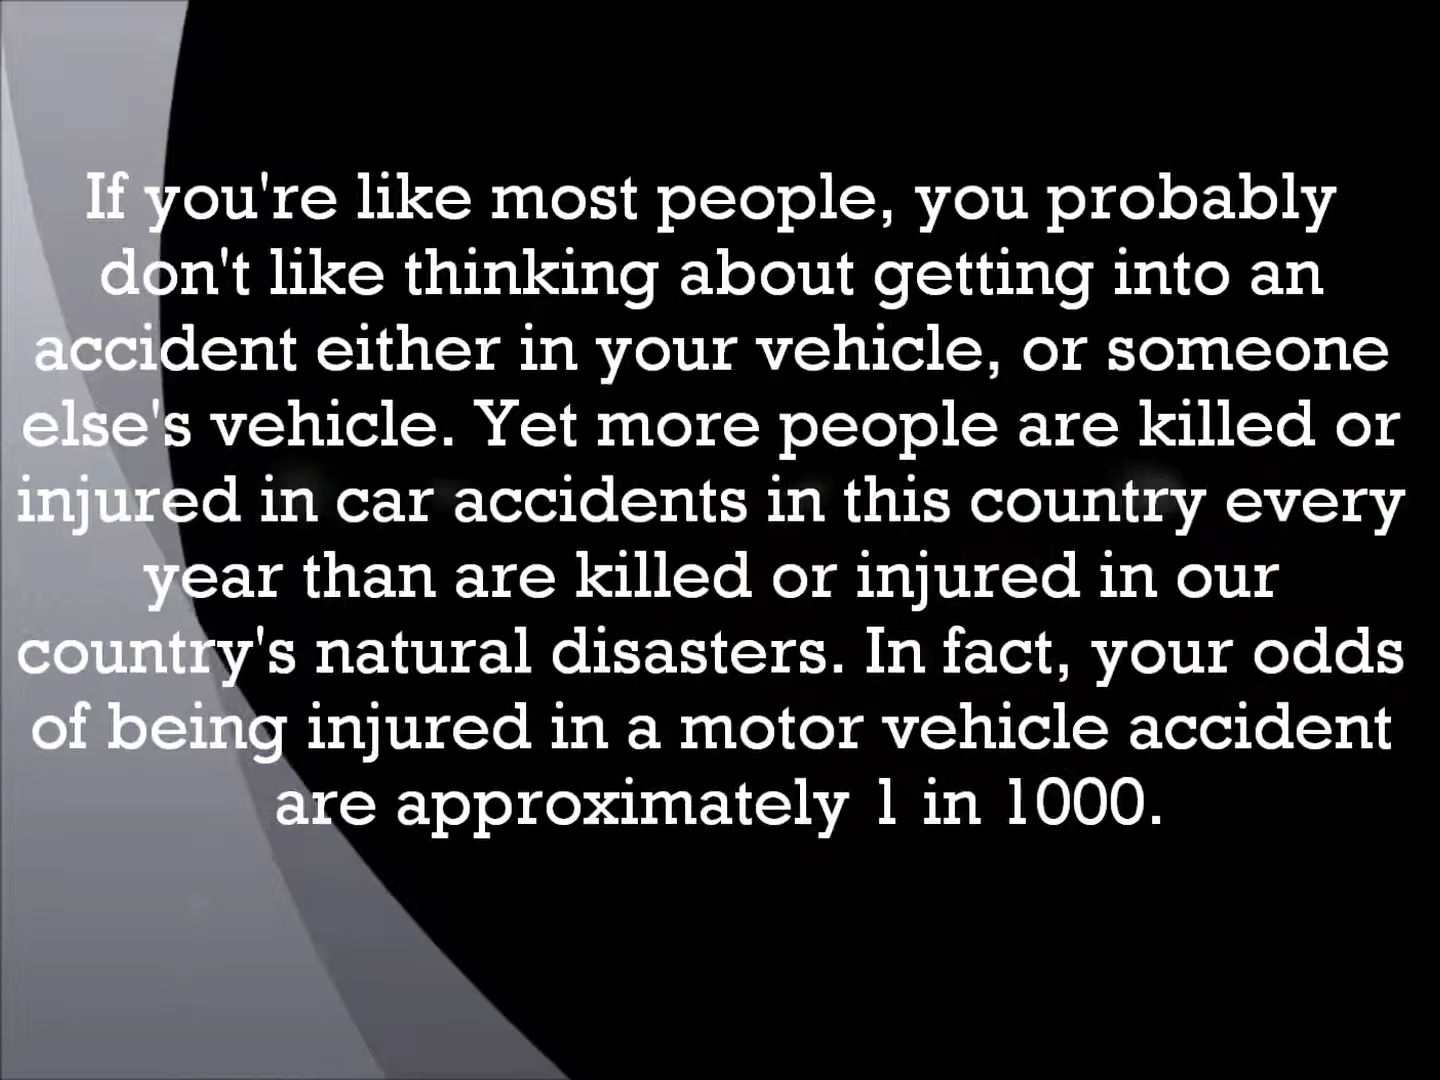 If you're like most people, you probably
don't like thinking about getting into an
accident either in your vehicle, or someone
else's vehicle. Yet more people are killed or
injured in car accidents in this country every
year than are killed or injured in our
country's natural disasters. In fact, your odds
of being injured in a motor vehicle accident
are approximately 1 in 1000.